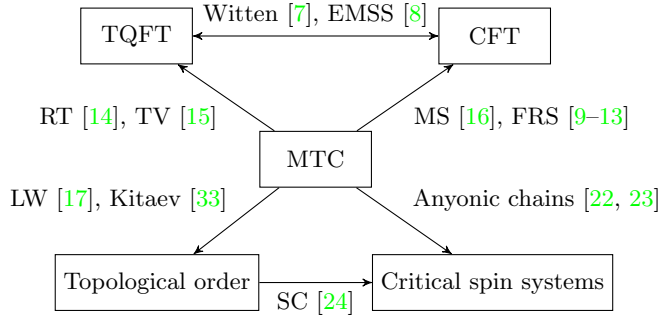 Witten [7], EMSS [8]
TQFT
CFT
RT [14], TV [15]
MS [16], FRS [9–13]
MTC
LW [17], Kitaev [33]
Anyonic chains [22, 23]
Topological order
Critical spin systems
SC [24]